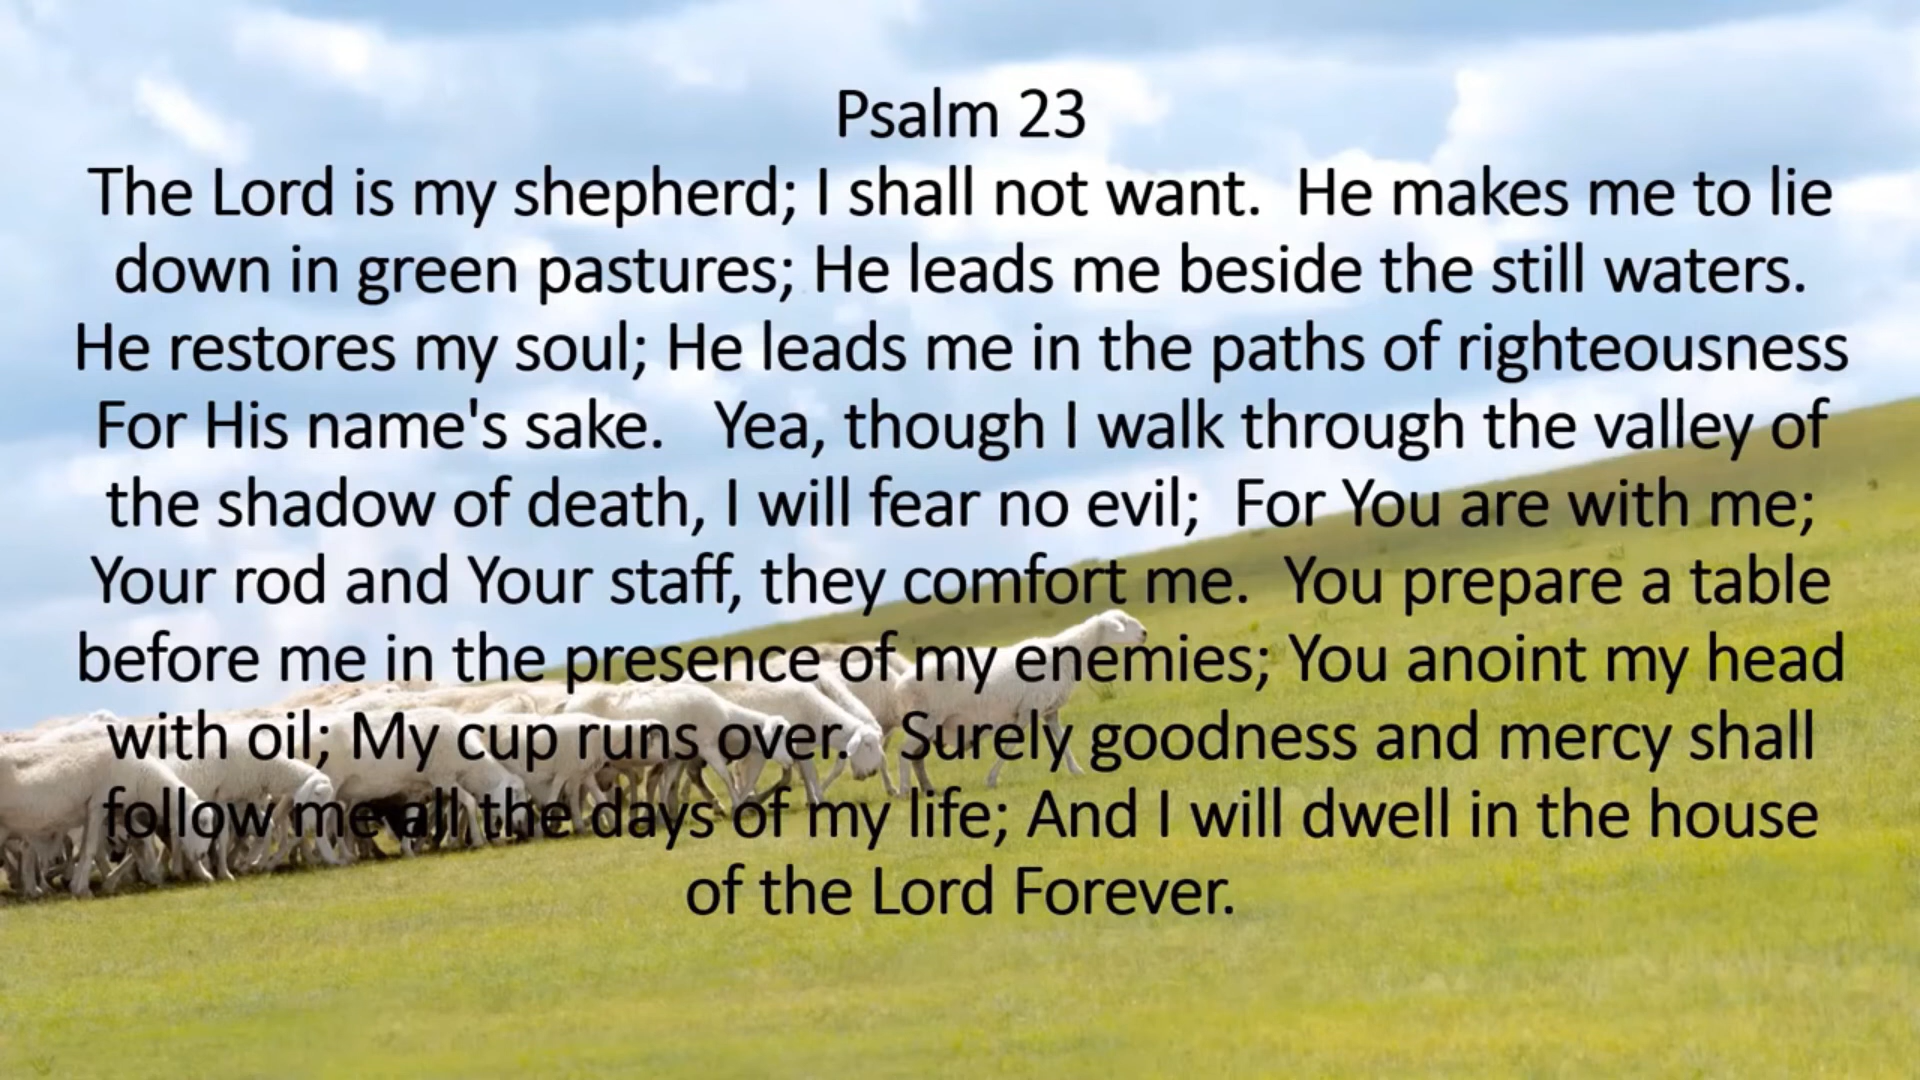 Psalm 23
The Lord is my shepherd; I shall not want.  He makes me to lie
down in green pastures; He leads me beside the still waters.
He restores my soul; He leads me in the paths of righteousness
For His name's sake.   Yea, though I walk through the valley of
the shadow of death, I will fear no evil;  For You are with me;
Your rod and Your staff, they comfort me.  You prepare a table
before me in the presence of my enemies; You anoint my head
with oil; My cup runs over.   Surely goodness and mercy shall
follow me all the days of my life; And I will dwell in the house
of the Lord Forever.